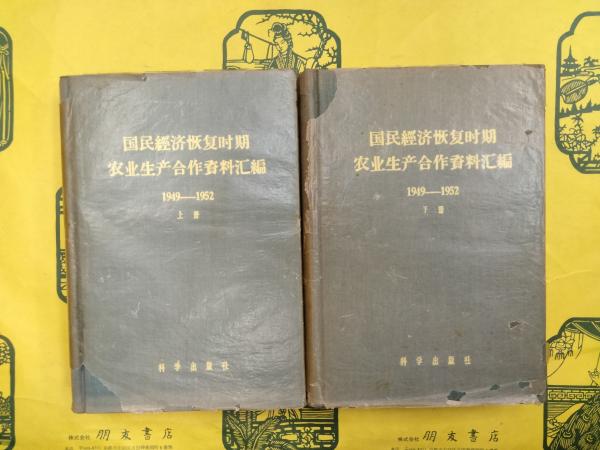 国民經济恢复时期
农业生产合作資料汇編
1949——1952
上册
科学出版社
国民經济恢复时期
农业生产合作資料汇編
1949——1952
下册
科学出版社
株式会社 朋友書店
株式会社 朋友書店